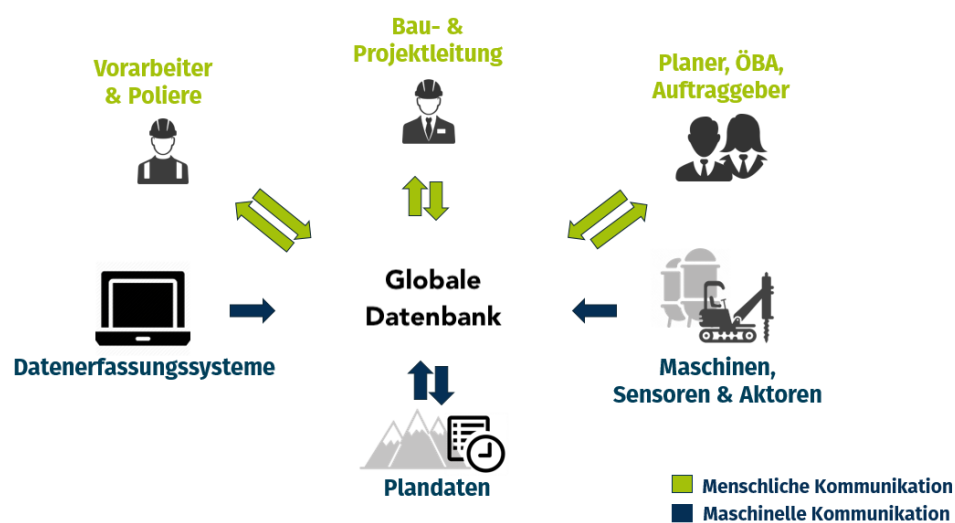 Bau- &
Projektleitung
Vorarbeiter
& Poliere
Planer, ÖBA,
Auftraggeber
Globale
Datenbank
Datenerfassungssysteme
Maschinen,
Sensoren & Aktoren
Plandaten
Menschliche Kommunikation
Maschinelle Kommunikation